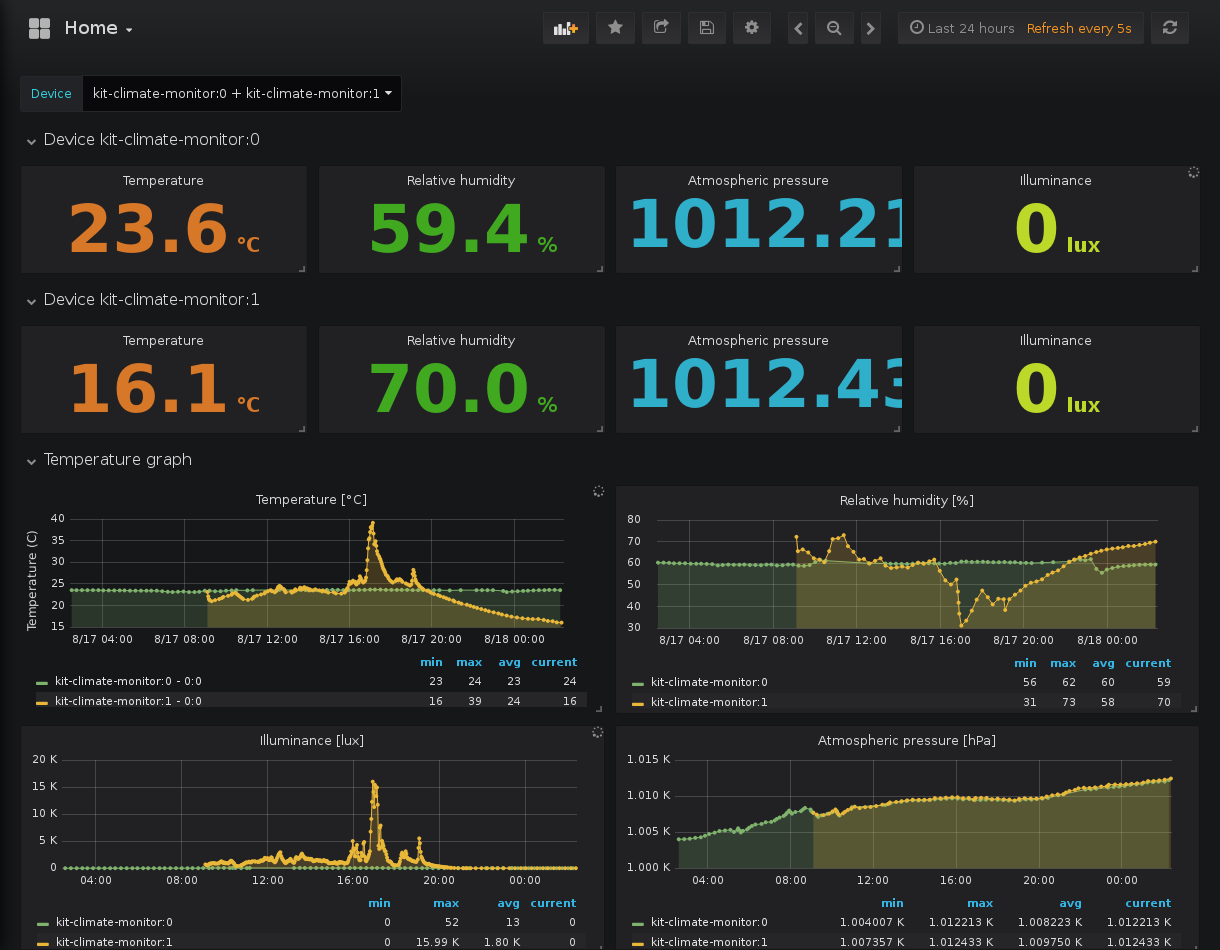 Home
Last 24 hours Refresh every 5s
Device kit-climate-monitor:0 + kit-climate-monitor:1
Device kit-climate-monitor:0
Temperature Relative humidity Atmospheric pressure Illuminance
23.6 °C 59.4 % 1012.21 0 lux
Device kit-climate-monitor:1
Temperature Relative humidity Atmospheric pressure Illuminance
16.1 °C 70.0 % 1012.43 0 lux
Temperature graph
Temperature [°C]
Temperature (C)
40
35
30
25
20
15
8/17 04:00 8/17 08:00 8/17 12:00 8/17 16:00 8/17 20:00 8/18 00:00
min max avg current
kit-climate-monitor:0 - 0:0 23 24 23 24
kit-climate-monitor:1 - 0:0 16 39 24 16
Relative humidity [%]
80
70
60
50
40
30
8/17 04:00 8/17 08:00 8/17 12:00 8/17 16:00 8/17 20:00 8/18 00:00
min max avg current
kit-climate-monitor:0 56 62 60 59
kit-climate-monitor:1 31 73 58 70
Illuminance [lux]
20 K
15 K
10 K
5 K
0
04:00 08:00 12:00 16:00 20:00 00:00
min max avg current
kit-climate-monitor:0 0 52 13 0
kit-climate-monitor:1 0 15.99 K 1.80 K 0
Atmospheric pressure [hPa]
1.015 K
1.010 K
1.005 K
1.000 K
04:00 08:00 12:00 16:00 20:00 00:00
min max avg current
kit-climate-monitor:0 1.004007 K 1.012213 K 1.008223 K 1.012213 K
kit-climate-monitor:1 1.007357 K 1.012433 K 1.009750 K 1.012433 K